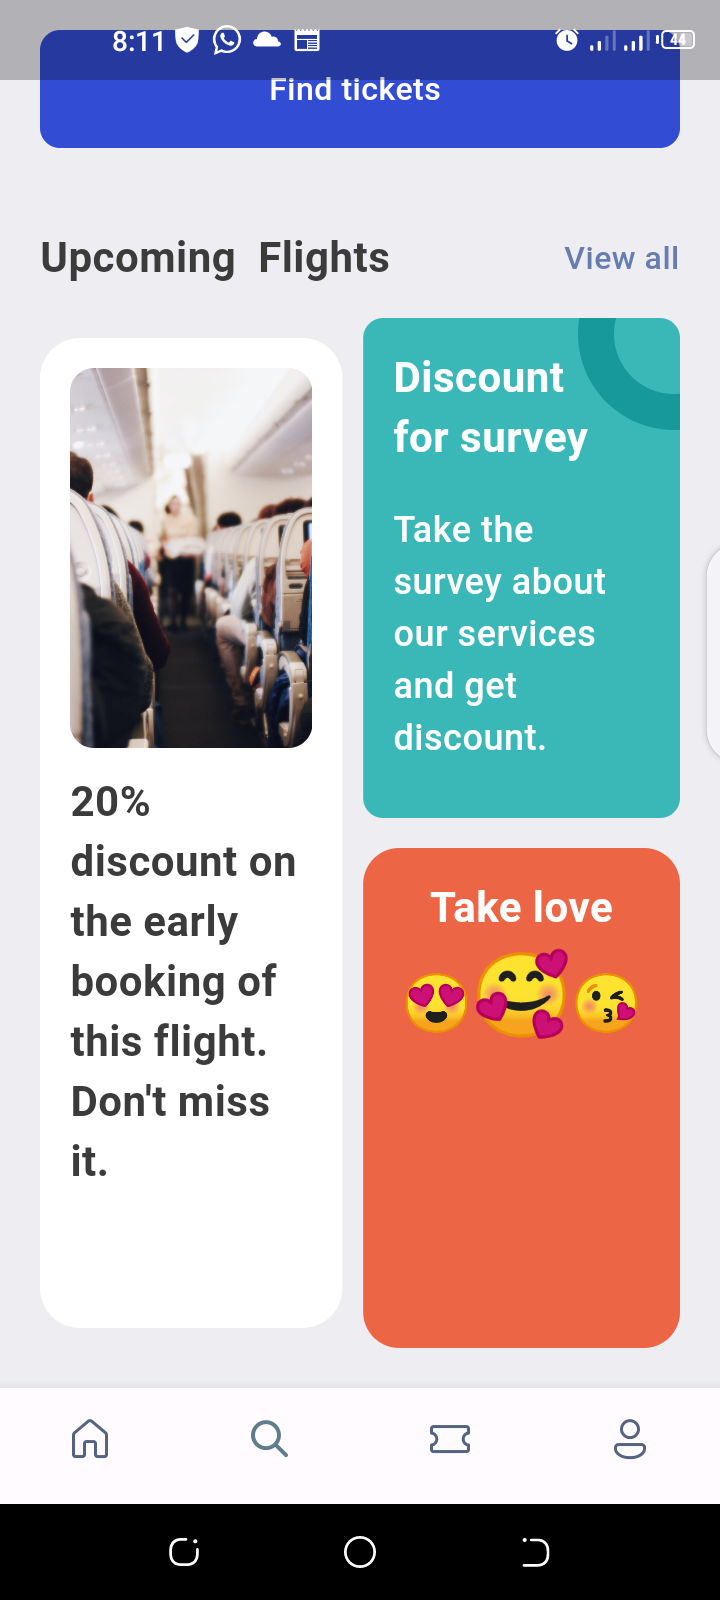 8:11
44
Find tickets
Upcoming Flights
View all
20%
discount on
the early
booking of
this flight.
Don't miss
it.
Discount
for survey
Take the
survey about
our services
and get
discount.
Take love